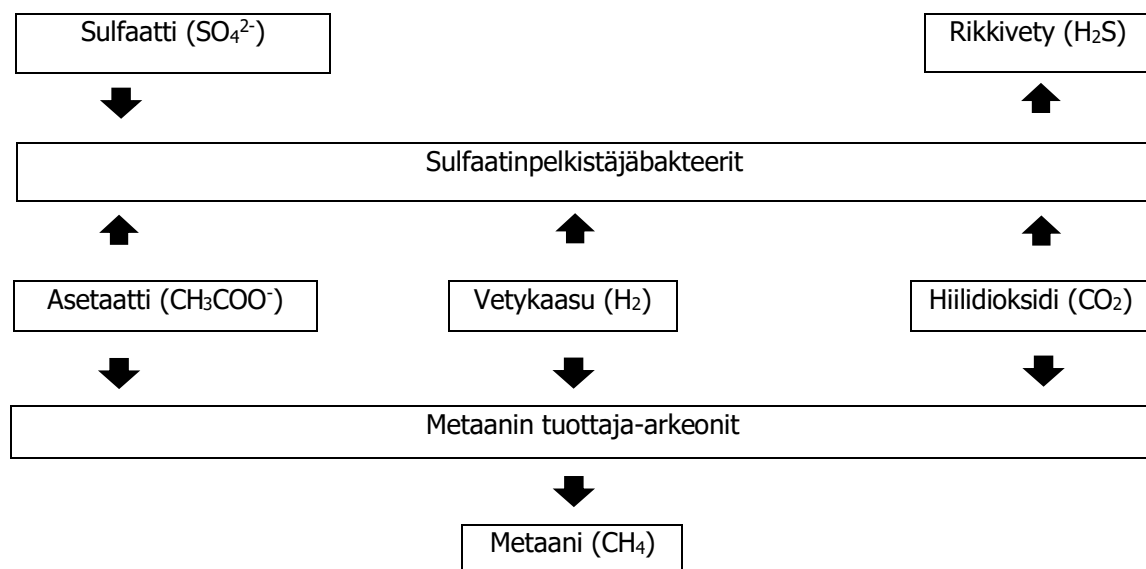 Sulfaatti (SO₄²⁻)
Rikkivety (H₂S)
Sulfaatinpelkistäjäbakteerit
Asetaatti (CH₃COO⁻)
Vetykaasu (H₂)
Hiilidioksidi (CO₂)
Metaanin tuottaja-arkeonit
Metaani (CH₄)